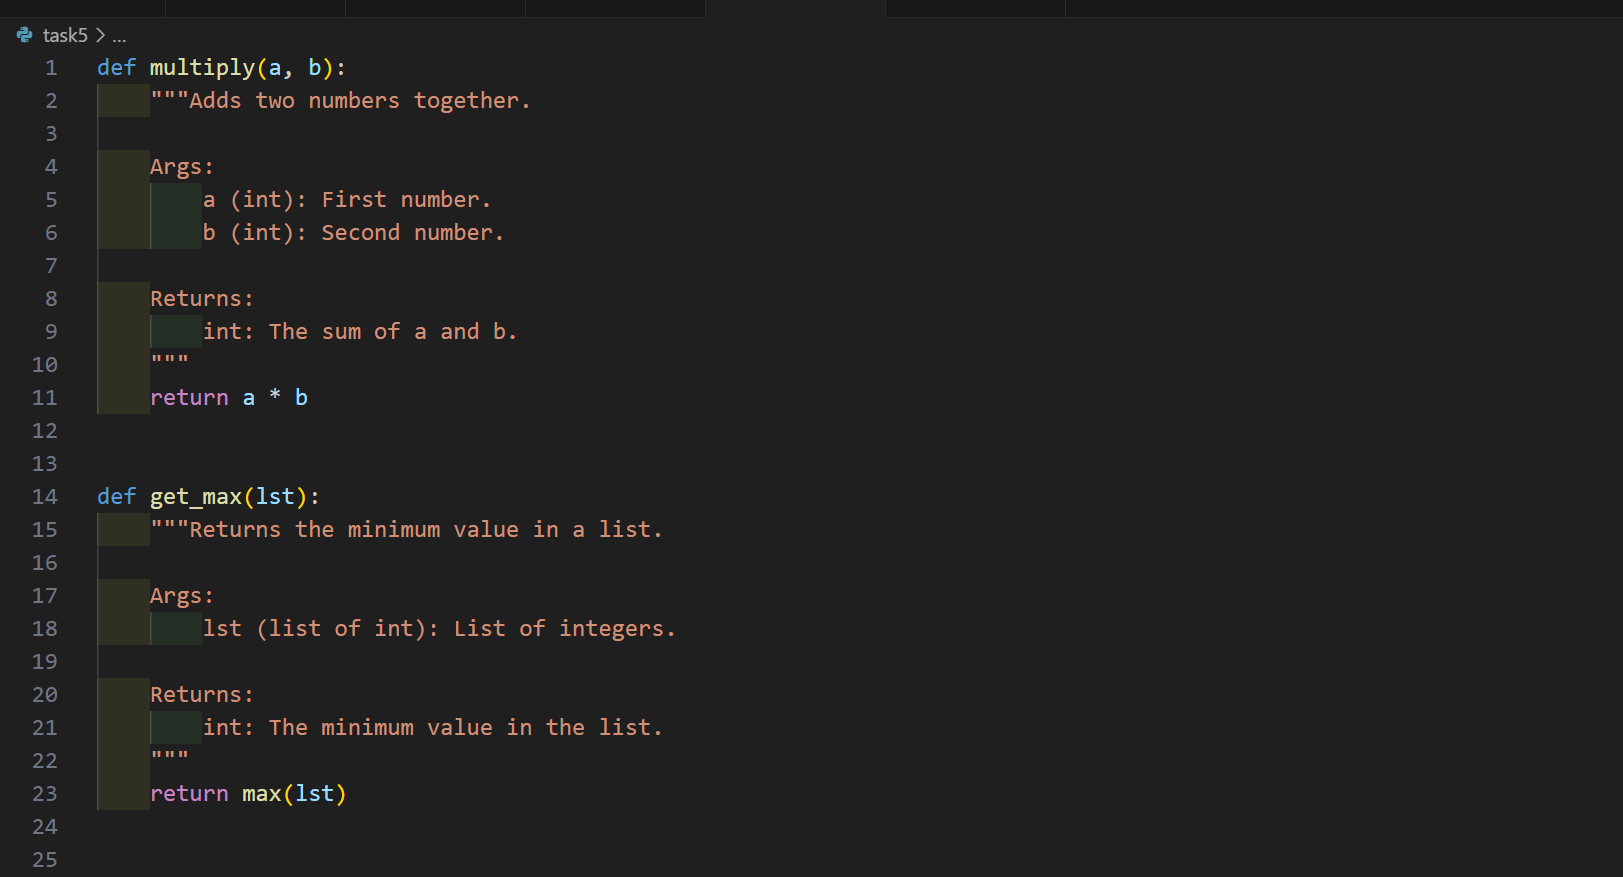 task5 > ...
1 def multiply(a, b):
2     """Adds two numbers together.
3
4     Args:
5         a (int): First number.
6         b (int): Second number.
7
8     Returns:
9         int: The sum of a and b.
10     """
11     return a * b
12
13
14 def get_max(lst):
15     """Returns the minimum value in a list.
16
17     Args:
18         lst (list of int): List of integers.
19
20     Returns:
21         int: The minimum value in the list.
22     """
23     return max(lst)
24
25